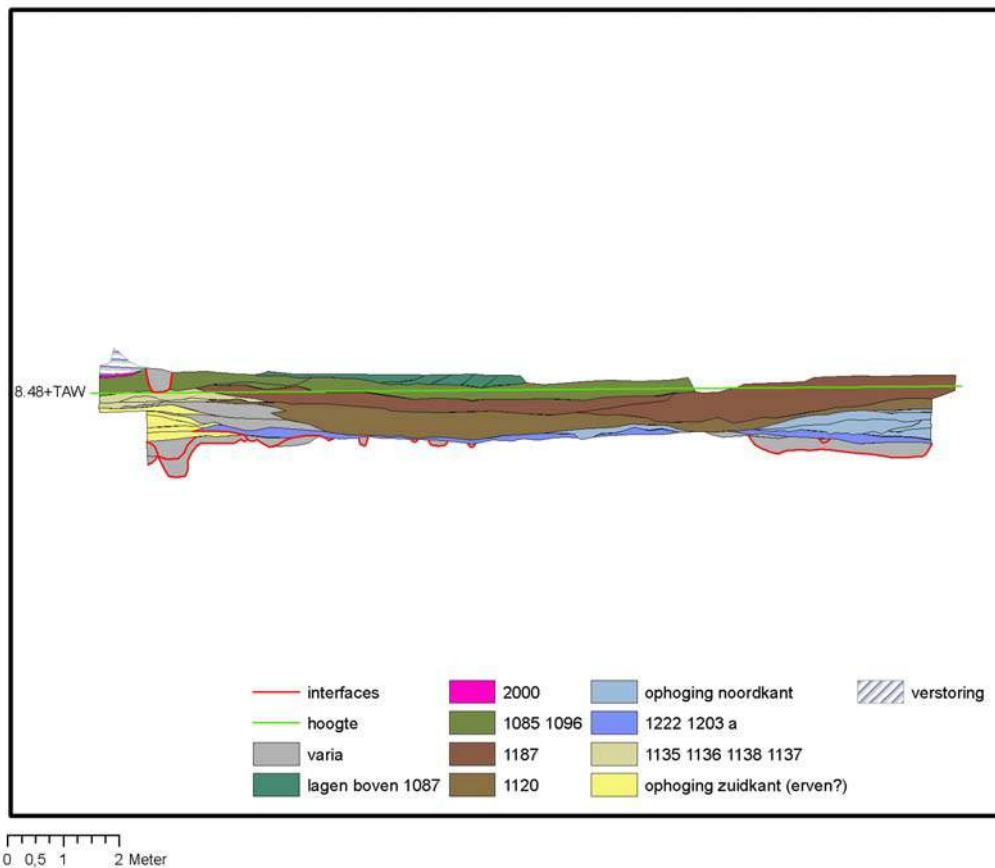 8.48+TAW
interfaces
hoogte
varia
lagen boven 1087
2000
1085 1096
1187
1120
ophoging noordkant
1222 1203 a
1135 1136 1138 1137
ophoging zuidkant (erven?)
verstoring
0 0,5 1 2 Meter